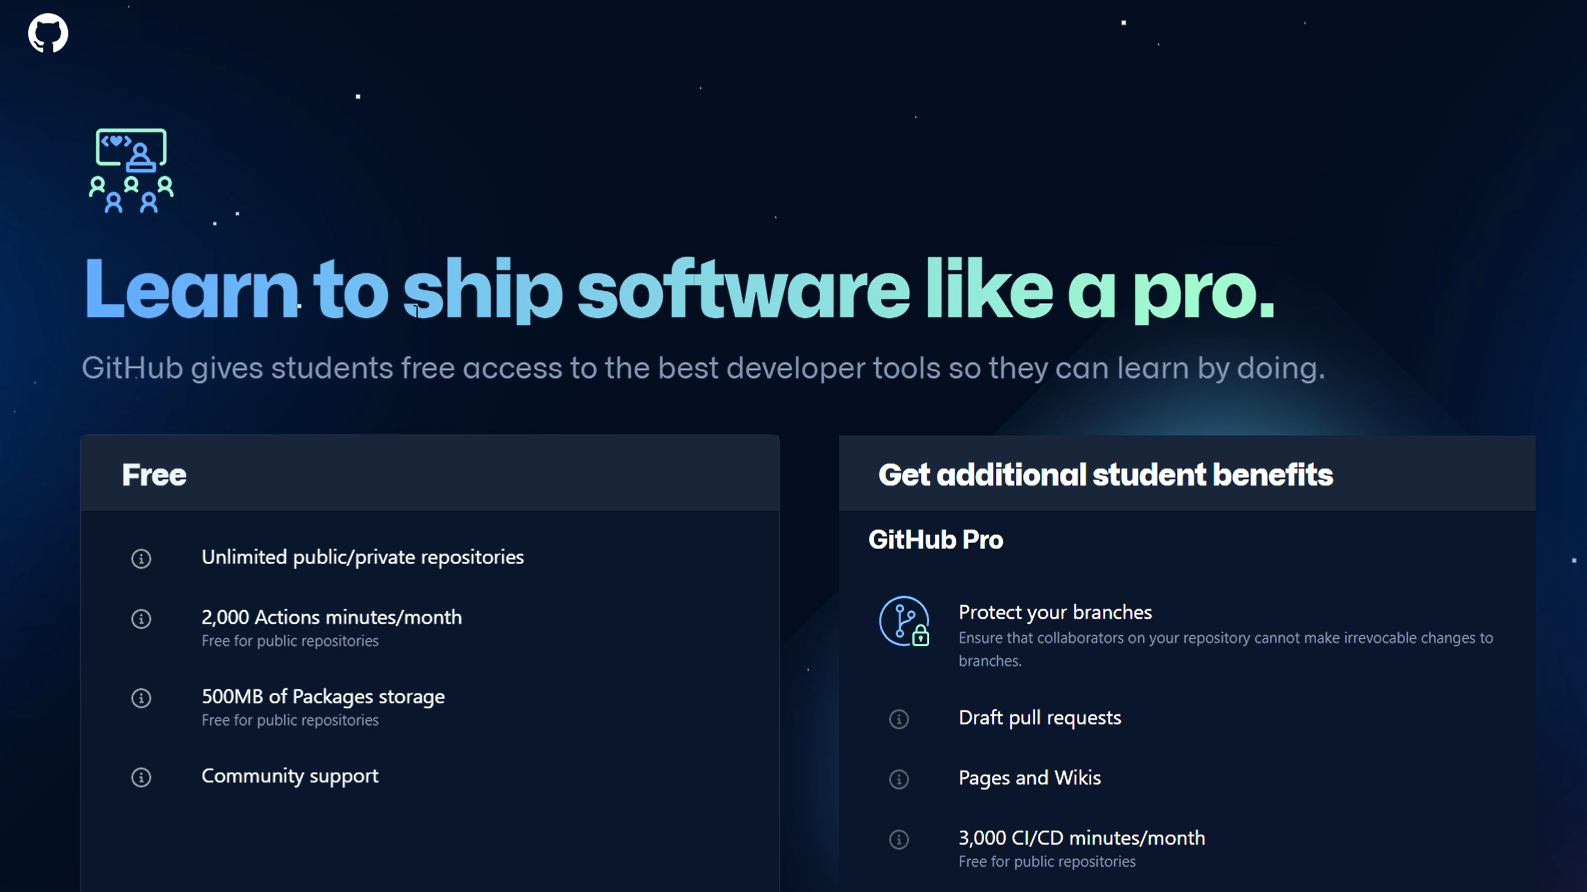 Learn to ship software like a pro.
GitHub gives students free access to the best developer tools so they can learn by doing.
Free
Unlimited public/private repositories
2,000 Actions minutes/month
Free for public repositories
500MB of Packages storage
Free for public repositories
Community support
Get additional student benefits
GitHub Pro
Protect your branches
Ensure that collaborators on your repository cannot make irrevocable changes to
branches.
Draft pull requests
Pages and Wikis
3,000 CI/CD minutes/month
Free for public repositories